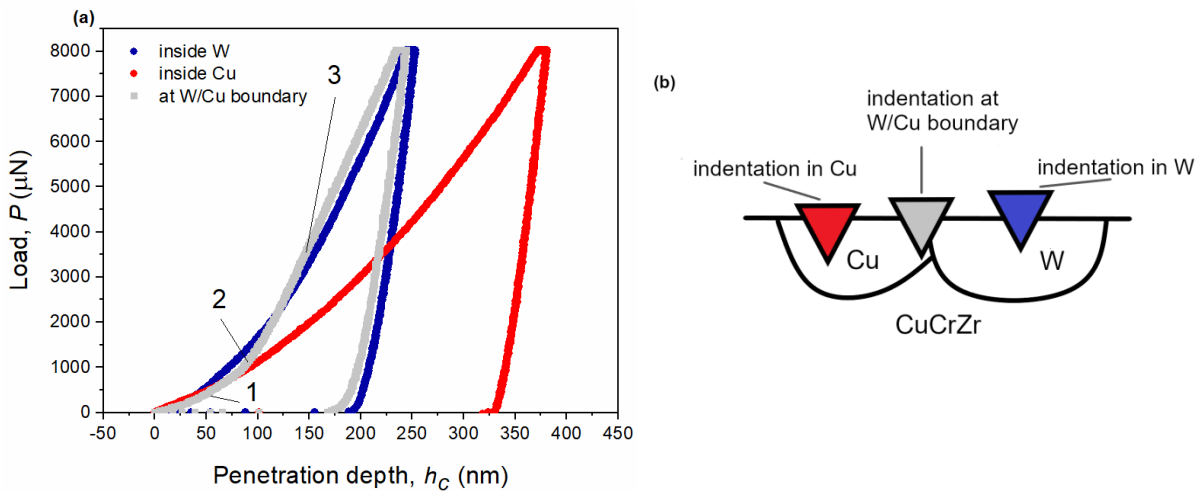 (a)
8000
7000
6000
5000
4000
3000
2000
1000
0
Load, P (μN)
inside W
inside Cu
at W/Cu boundary
3
2
1
-50 0 50 100 150 200 250 300 350 400 450
Penetration depth, hC (nm)
(b)
indentation at
W/Cu boundary
indentation in Cu
indentation in W
Cu
W
CuCrZr